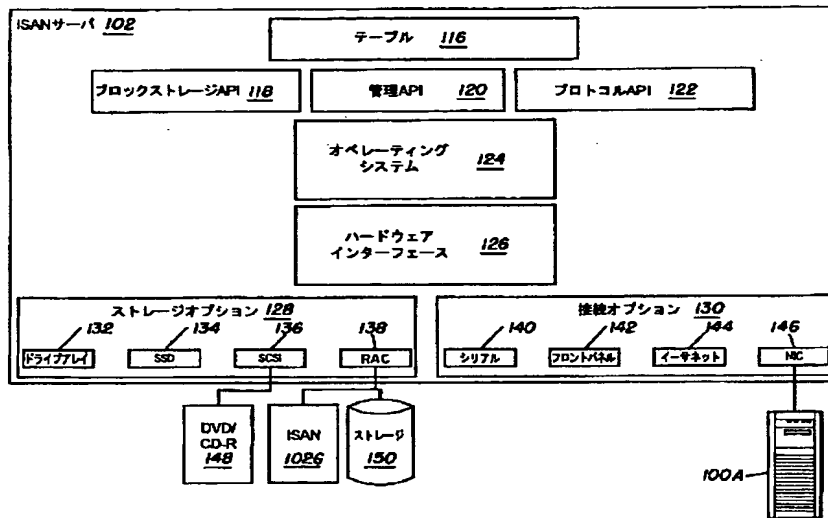 ISANサーバ 102
テーブル 116
ブロックストレージAPI 118
管理API 120
プロトコルAPI 122
オペレーティング
システム
124
ハードウェア
インターフェース
126
ストレージオプション 128
132
134
136
138
ドライブアレイ
SSD
SCSI
RAC
接続オプション 130
140
142
144
146
シリアル
フロントパネル
イーサネット
NIC
DVD/
CD-R
148
ISAN
102G
ストレージ
150
100A